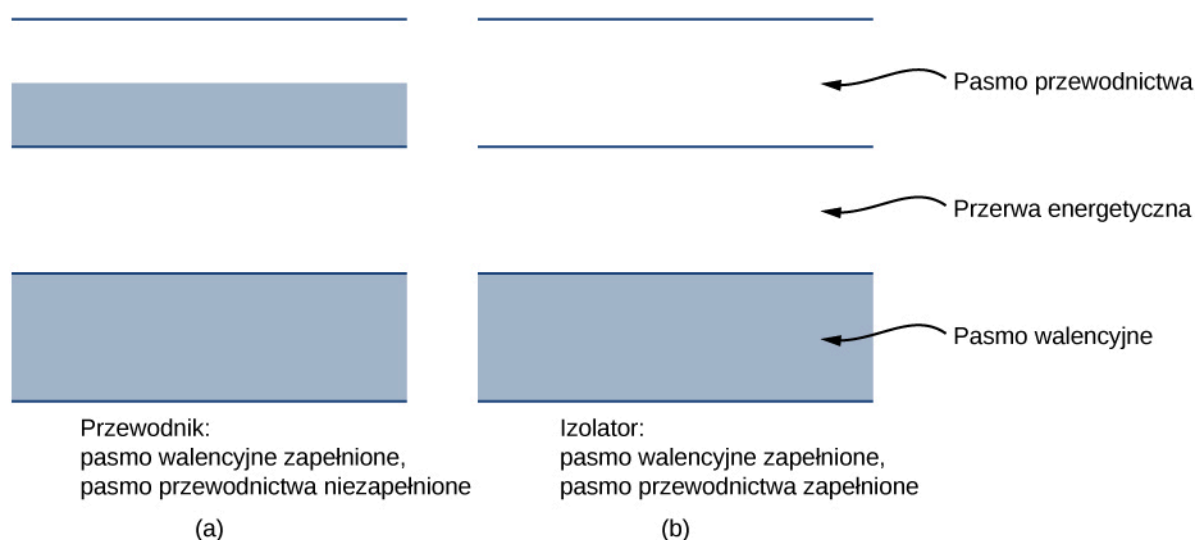 Pasmo przewodnictwa
Przerwa energetyczna
Pasmo walencyjne
Przewodnik:
pasmo walencyjne zapełnione,
pasmo przewodnictwa niezapełnione
(a)
Izolator:
pasmo walencyjne zapełnione,
pasmo przewodnictwa zapełnione
(b)